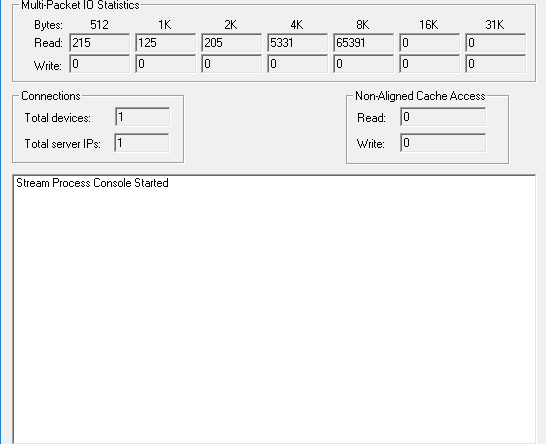 Multi-Packet IO Statistics
Bytes: 512 1K 2K 4K 8K 16K 31K
Read: 215 125 205 5331 65391 0 0
Write: 0 0 0 0 0 0 0
Connections Non-Aligned Cache Access
Total devices: 1 Read: 0
Total server IPs: 1 Write: 0
Stream Process Console Started